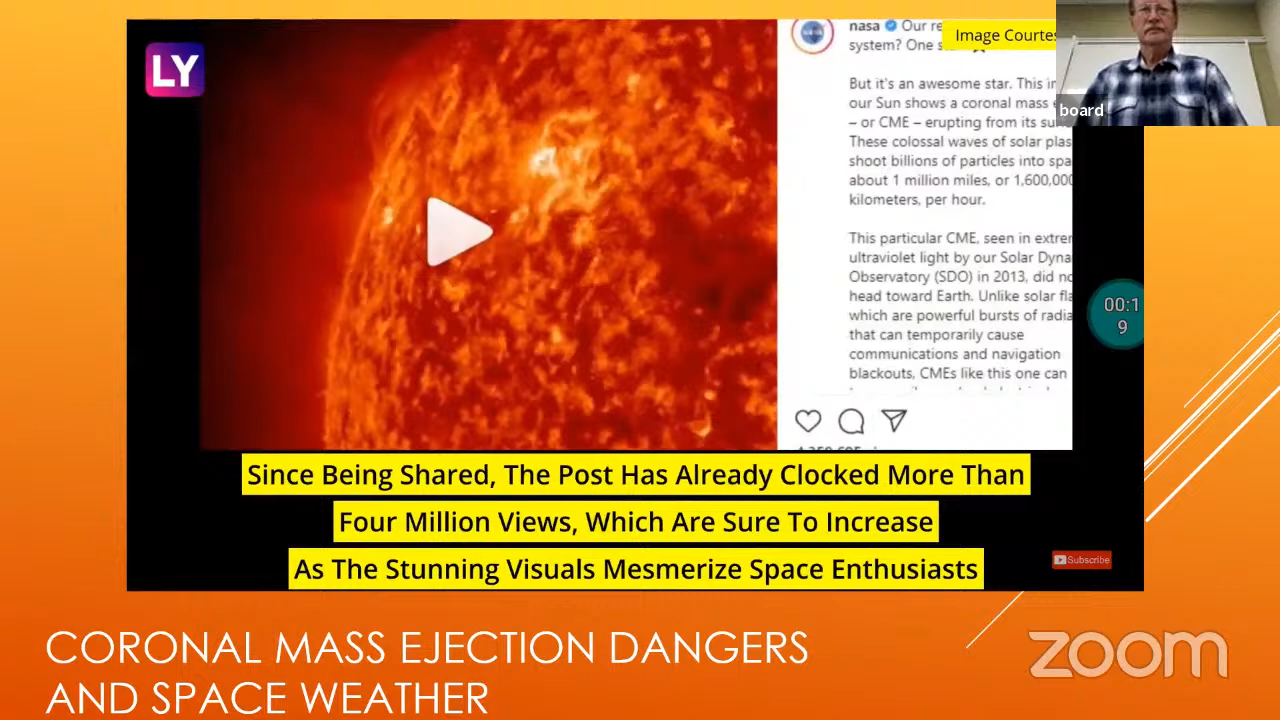 LY
nasa Our re
system? One s
Image Courtes
But it's an awesome star. This im
our Sun shows a coronal mass e
– or CME – erupting from its su
These colossal waves of solar plas
shoot billions of particles into spa
about 1 million miles, or 1,600,000
kilometers, per hour.
This particular CME, seen in extrem
ultraviolet light by our Solar Dyna
Observatory (SDO) in 2013, did no
head toward Earth. Unlike solar fla
which are powerful bursts of radia
that can temporarily cause
communications and navigation
blackouts, CMEs like this one can
board
00:1
9
Since Being Shared, The Post Has Already Clocked More Than
Four Million Views, Which Are Sure To Increase
As The Stunning Visuals Mesmerize Space Enthusiasts
Subscribe
CORONAL MASS EJECTION DANGERS
AND SPACE WEATHER
zoom